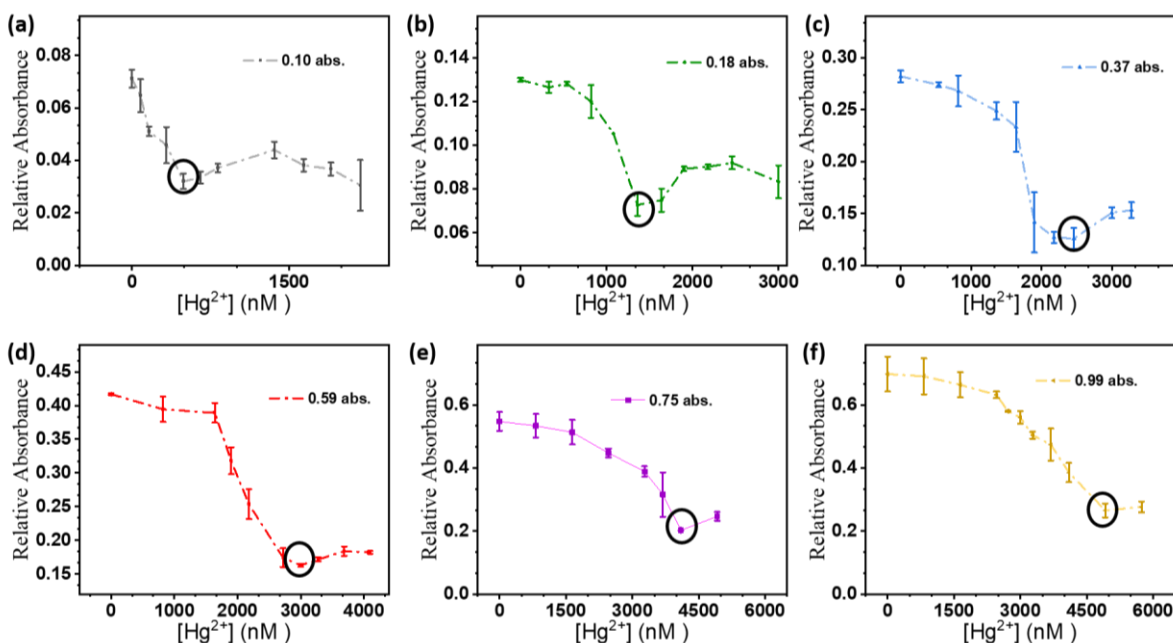 (a)
0.10 abs.
Relative Absorbance
0.08
0.06
0.04
0.02
0.00
0
1500
[Hg²⁺] (nM )
(b)
0.18 abs.
Relative Absorbance
0.14
0.12
0.10
0.08
0.06
0
1000
2000
3000
[Hg²⁺] (nM )
(c)
0.37 abs.
Relative Absorbance
0.30
0.25
0.20
0.15
0.10
0
1000
2000
3000
[Hg²⁺] (nM )
(d)
0.59 abs.
Relative Absorbance
0.45
0.40
0.35
0.30
0.25
0.20
0.15
0
1000
2000
3000
4000
[Hg²⁺] (nM )
(e)
0.75 abs.
Relative Absorbance
0.6
0.4
0.2
0.0
0
1500
3000
4500
6000
[Hg²⁺] (nM )
(f)
0.99 abs.
Relative Absorbance
0.6
0.4
0.2
0.0
0
1500
3000
4500
6000
[Hg²⁺] (nM )